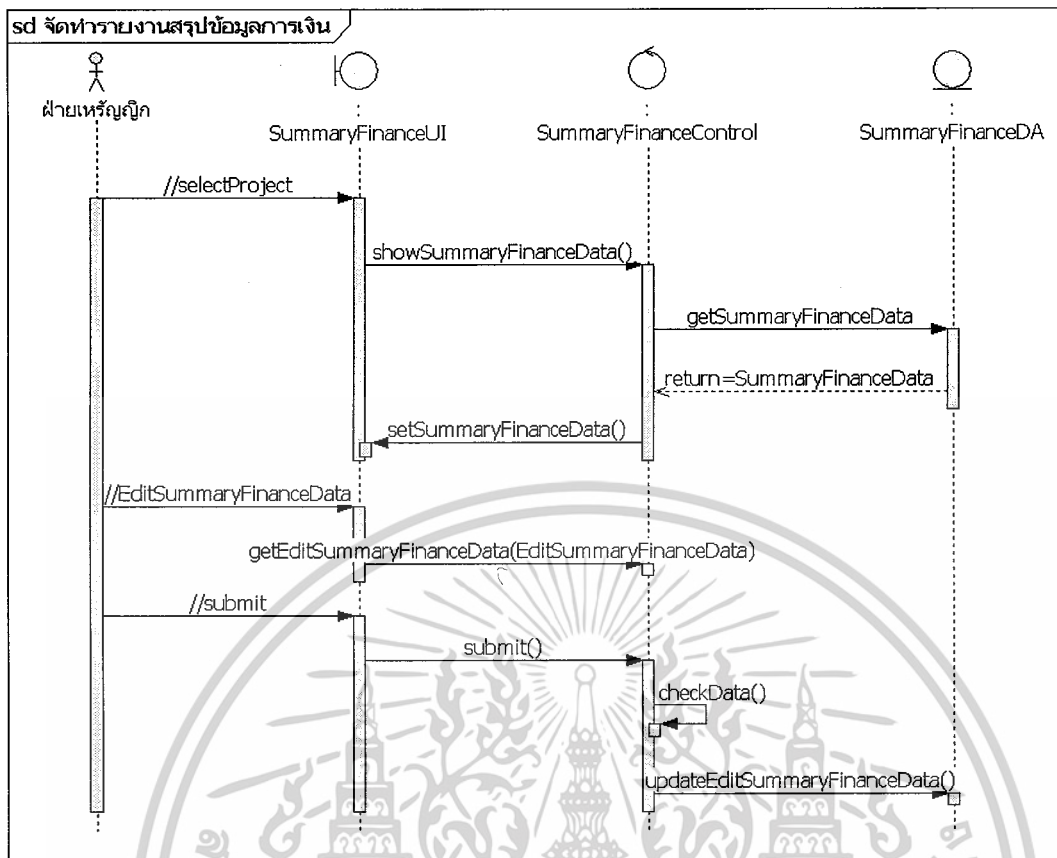 sd จัดทำรายงานสรุปข้อมูลการเงิน
ฝ่ายเหรัญญิก
SummaryFinanceUI
SummaryFinanceControl
SummaryFinanceDA
//selectProject
showSummaryFinanceData()
getSummaryFinanceData
return=SummaryFinanceData
setSummaryFinanceData()
//EditSummaryFinanceData
getEditSummaryFinanceData(EditSummaryFinanceData)
//submit
submit()
checkData()
updateEditSummaryFinanceData()